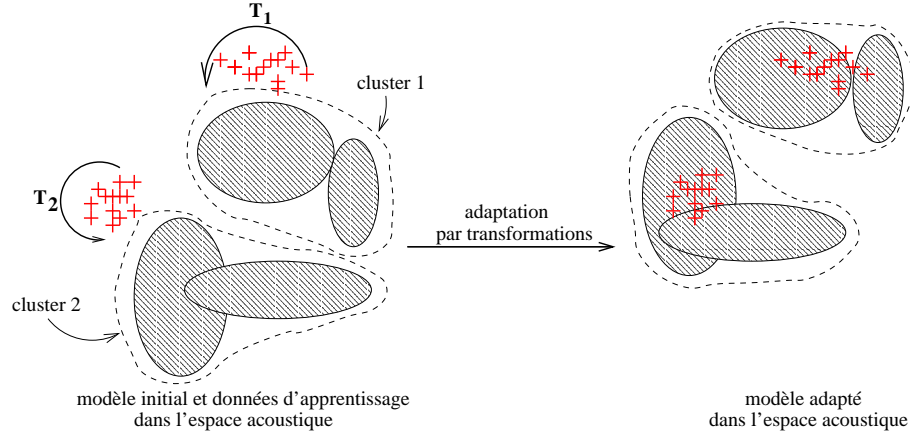 T1
cluster 1
T2
adaptation
par transformations
cluster 2
modèle initial et données d'apprentissage
dans l'espace acoustique
modèle adapté
dans l'espace acoustique